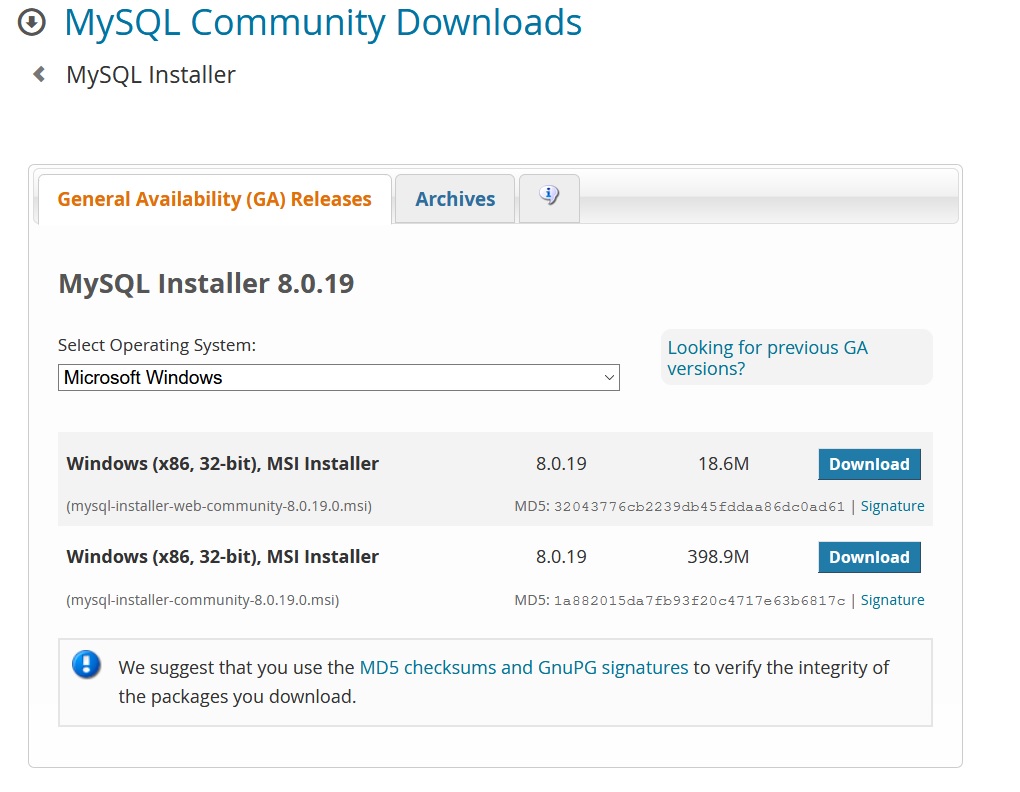 MySQL Community Downloads
MySQL Installer
General Availability (GA) Releases Archives i
MySQL Installer 8.0.19
Select Operating System:
Microsoft Windows
Looking for previous GA
versions?
Windows (x86, 32-bit), MSI Installer 8.0.19 18.6M Download
(mysql-installer-web-community-8.0.19.0.msi) MD5: 32043776cb2239db45fddaa86dc0ad61 | Signature
Windows (x86, 32-bit), MSI Installer 8.0.19 398.9M Download
(mysql-installer-community-8.0.19.0.msi) MD5: 1a882015da7fb93f20c4717e63b6817c | Signature
We suggest that you use the MD5 checksums and GnuPG signatures to verify the integrity of
the packages you download.